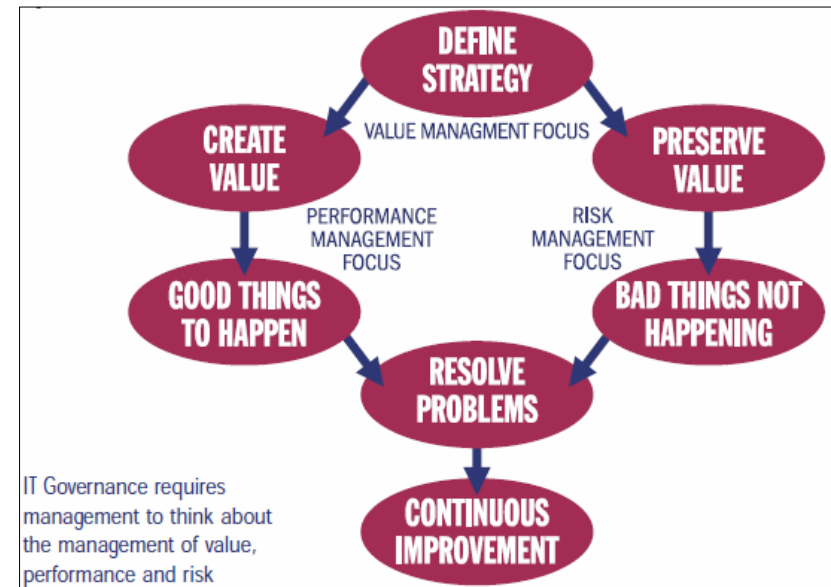 DEFINE
STRATEGY
VALUE MANAGMENT FOCUS
CREATE
VALUE
PRESERVE
VALUE
PERFORMANCE
MANAGEMENT
FOCUS
RISK
MANAGEMENT
FOCUS
GOOD THINGS
TO HAPPEN
BAD THINGS NOT
HAPPENING
RESOLVE
PROBLEMS
CONTINUOUS
IMPROVEMENT
IT Governance requires
management to think about
the management of value,
performance and risk